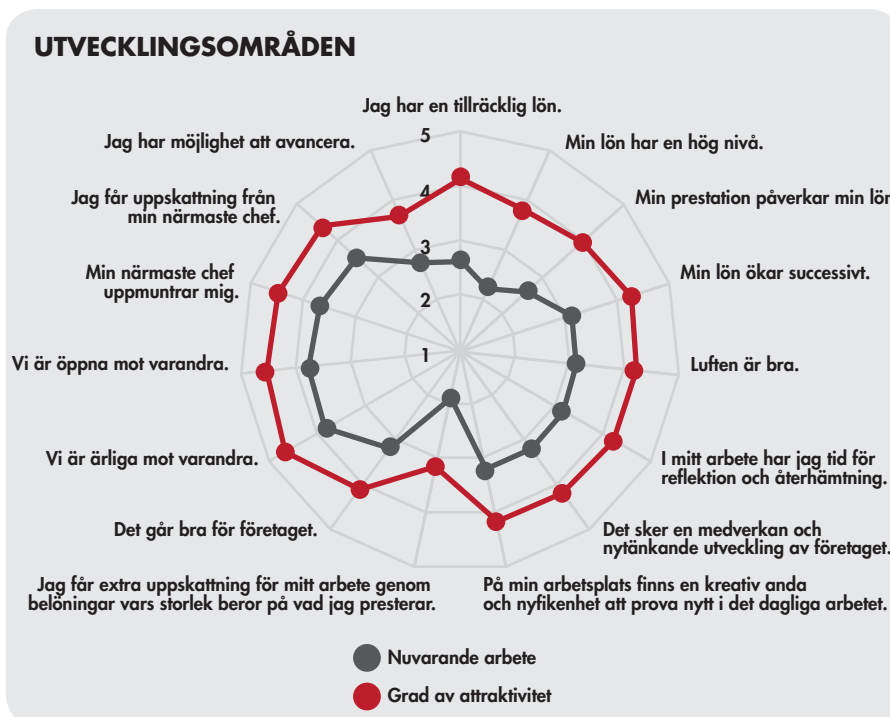 UTVECKLINGSOMRÅDEN
Jag har en tillräcklig lön.
Min lön har en hög nivå.
Min prestation påverkar min lön
Min lön ökar successivt.
Luften är bra.
I mitt arbete har jag tid för
reflektion och återhämtning.
Det sker en medverkan och
nytänkande utveckling av företaget.
På min arbetsplats finns en kreativ anda
och nyfikenhet att prova nytt i det dagliga arbetet.
Jag får extra uppskattning för mitt arbete genom
belöningar vars storlek beror på vad jag presterar.
Det går bra för företaget.
Vi är ärliga mot varandra.
Vi är öppna mot varandra.
Min närmaste chef
uppmuntrar mig.
Jag får uppskattning från
min närmaste chef.
Jag har möjlighet att avancera.
5
4
3
2
1
Nuvarande arbete
Grad av attraktivitet